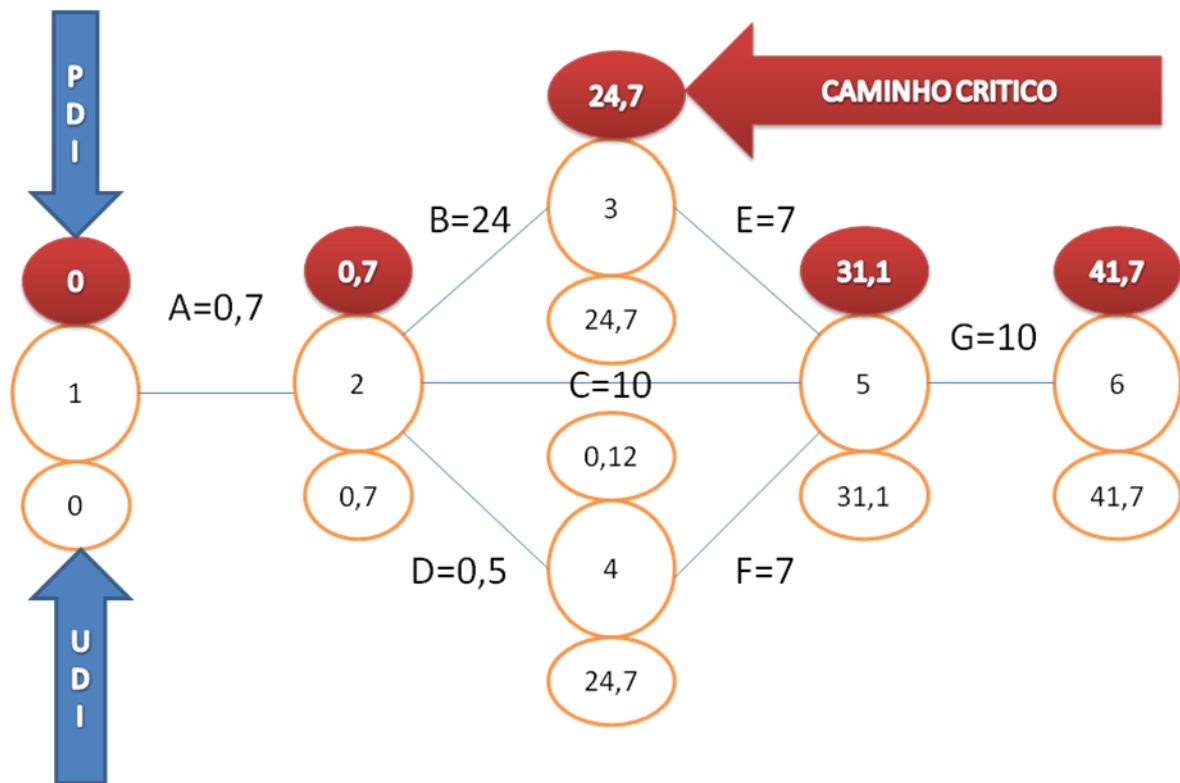 PDI
24,7
CAMINHO CRITICO
3
B=24
E=7
0
0,7
31,1
41,7
A=0,7
24,7
G=10
1
2
C=10
5
6
0,12
0
0,7
31,1
41,7
D=0,5
4
F=7
UDI
24,7